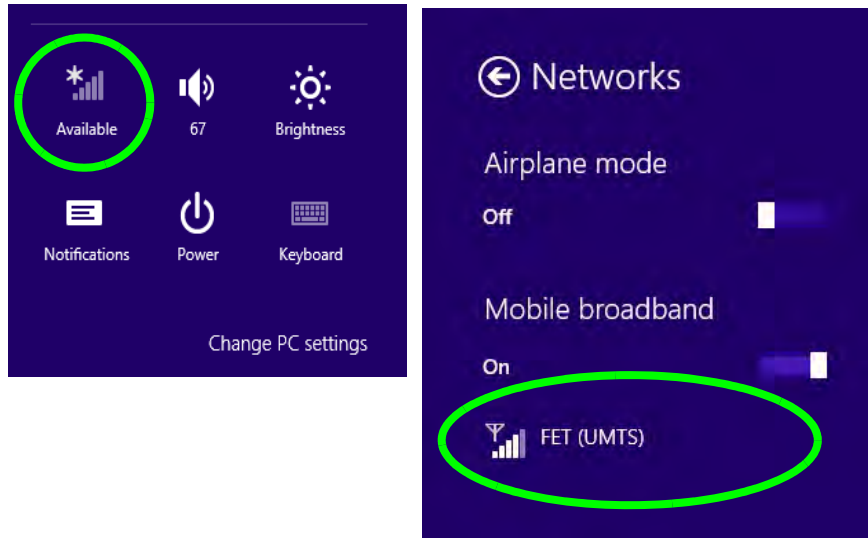 Available
67
Brightness
Notifications
Power
Keyboard
Change PC settings
Networks
Airplane mode
Off
Mobile broadband
On
FET (UMTS)